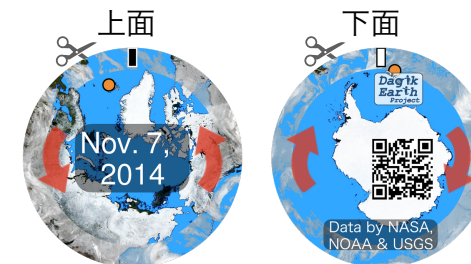 上面
下面
Nov. 7,
2014
Dagik
Earth
Project
Data by NASA,
NOAA & USGS